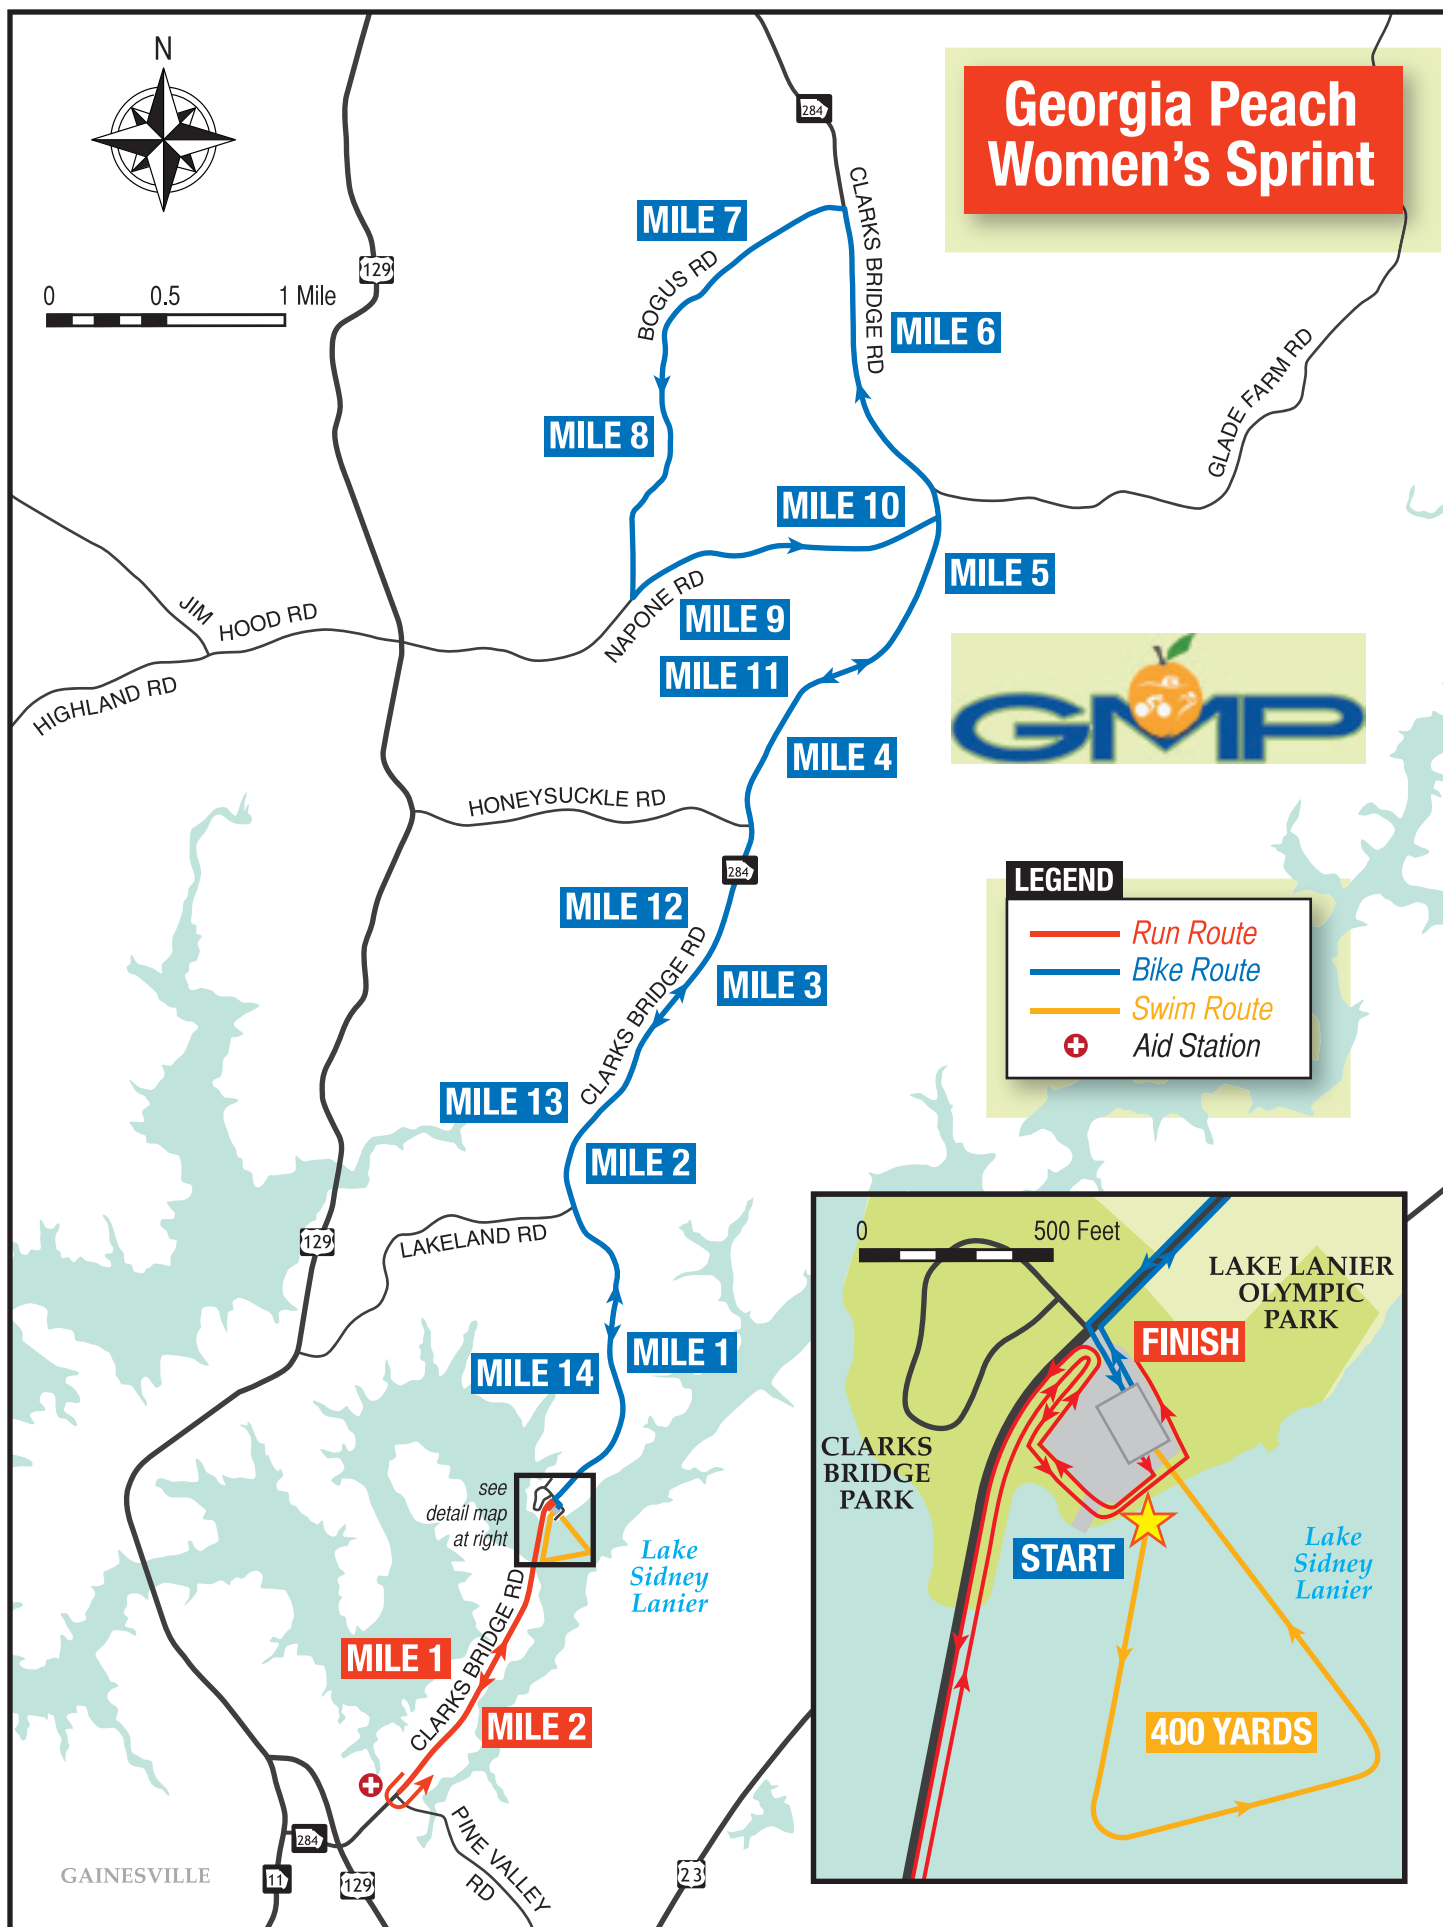 N
284
Georgia Peach
Women's Sprint
CLARKS BRIDGE RD
MILE 7
BOGUS RD
129
0 0.5 1 Mile
MILE 6
GLADE FARM RD
MILE 8
MILE 10
MILE 5
JIM
HOOD RD
NAPONE RD
MILE 9
MILE 11
HIGHLAND RD
GMP
MILE 4
HONEYSUCKLE RD
284
LEGEND
Run Route
Bike Route
Swim Route
Aid Station
MILE 12
CLARKS BRIDGE RD
MILE 3
MILE 13
MILE 2
LAKELAND RD
129
MILE 1
MILE 14
see
detail map
at right
Lake
Sidney
Lanier
CLARKS BRIDGE RD
MILE 1
MILE 2
PINE VALLEY
RD
284
GAINESVILLE
11
129
23
0 500 Feet
LAKE LANIER
OLYMPIC
PARK
FINISH
CLARKS
BRIDGE
PARK
START
Lake
Sidney
Lanier
400 YARDS